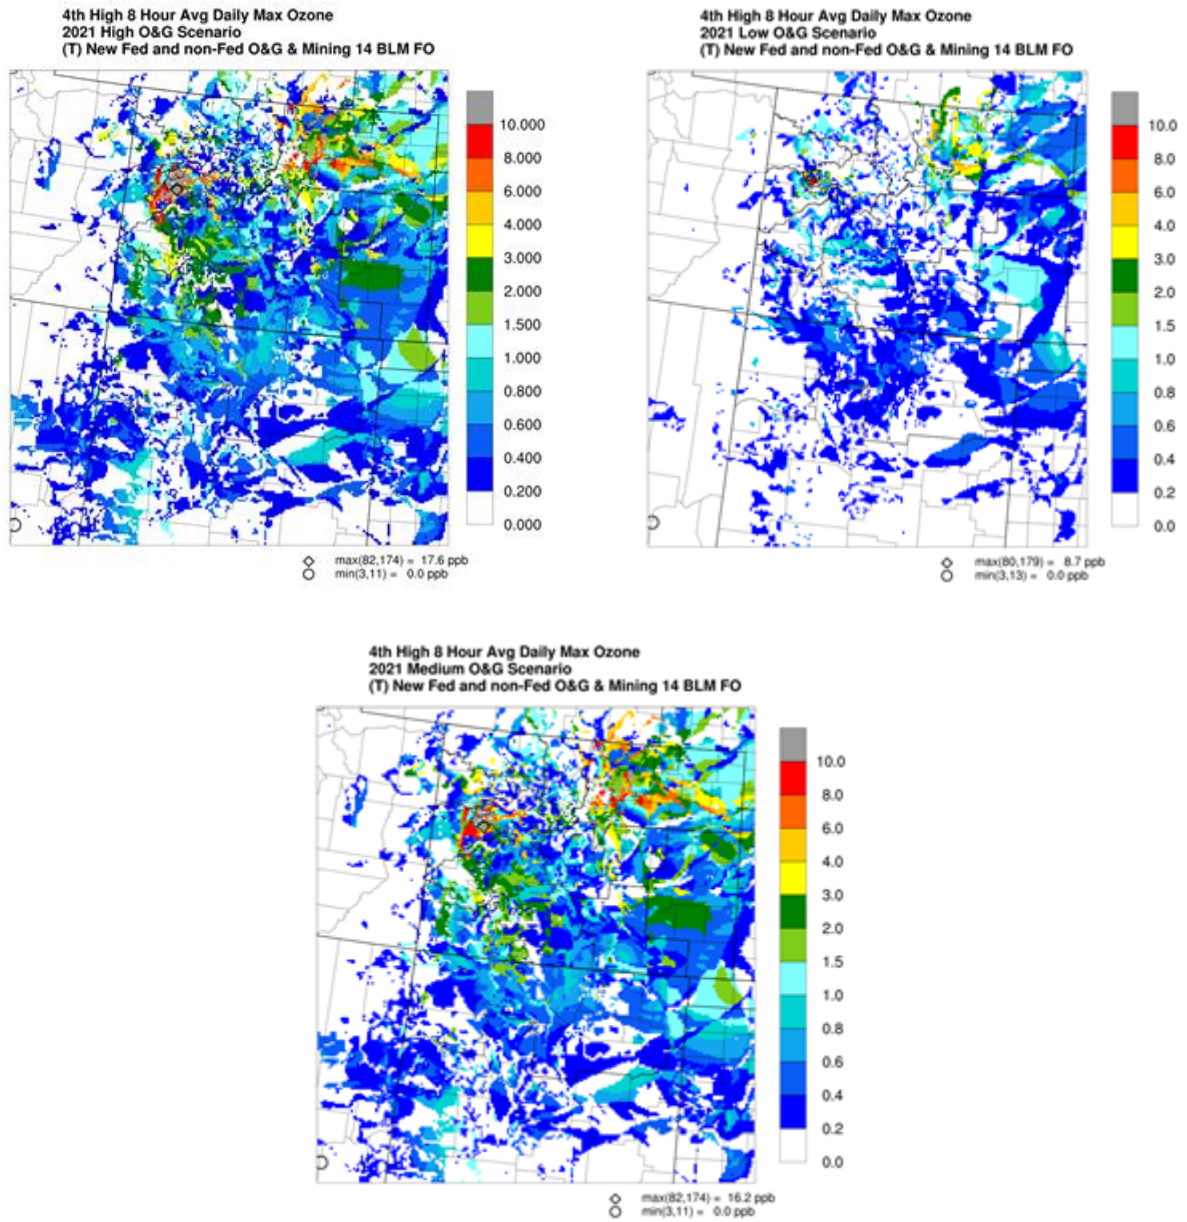 4th High 8 Hour Avg Daily Max Ozone
2021 High O&G Scenario
(T) New Fed and non-Fed O&G & Mining 14 BLM FO
10.000
8.000
6.000
4.000
3.000
2.000
1.500
1.000
0.800
0.600
0.400
0.200
0.000
max(82,174) = 17.6 ppb
min(3,11) = 0.0 ppb
4th High 8 Hour Avg Daily Max Ozone
2021 Low O&G Scenario
(T) New Fed and non-Fed O&G & Mining 14 BLM FO
10.0
8.0
6.0
4.0
3.0
2.0
1.5
1.0
0.8
0.6
0.4
0.2
0.0
max(80,179) = 8.7 ppb
min(3,13) = 0.0 ppb
4th High 8 Hour Avg Daily Max Ozone
2021 Medium O&G Scenario
(T) New Fed and non-Fed O&G & Mining 14 BLM FO
10.0
8.0
6.0
4.0
3.0
2.0
1.5
1.0
0.8
0.6
0.4
0.2
0.0
max(82,174) = 16.2 ppb
min(3,11) = 0.0 ppb